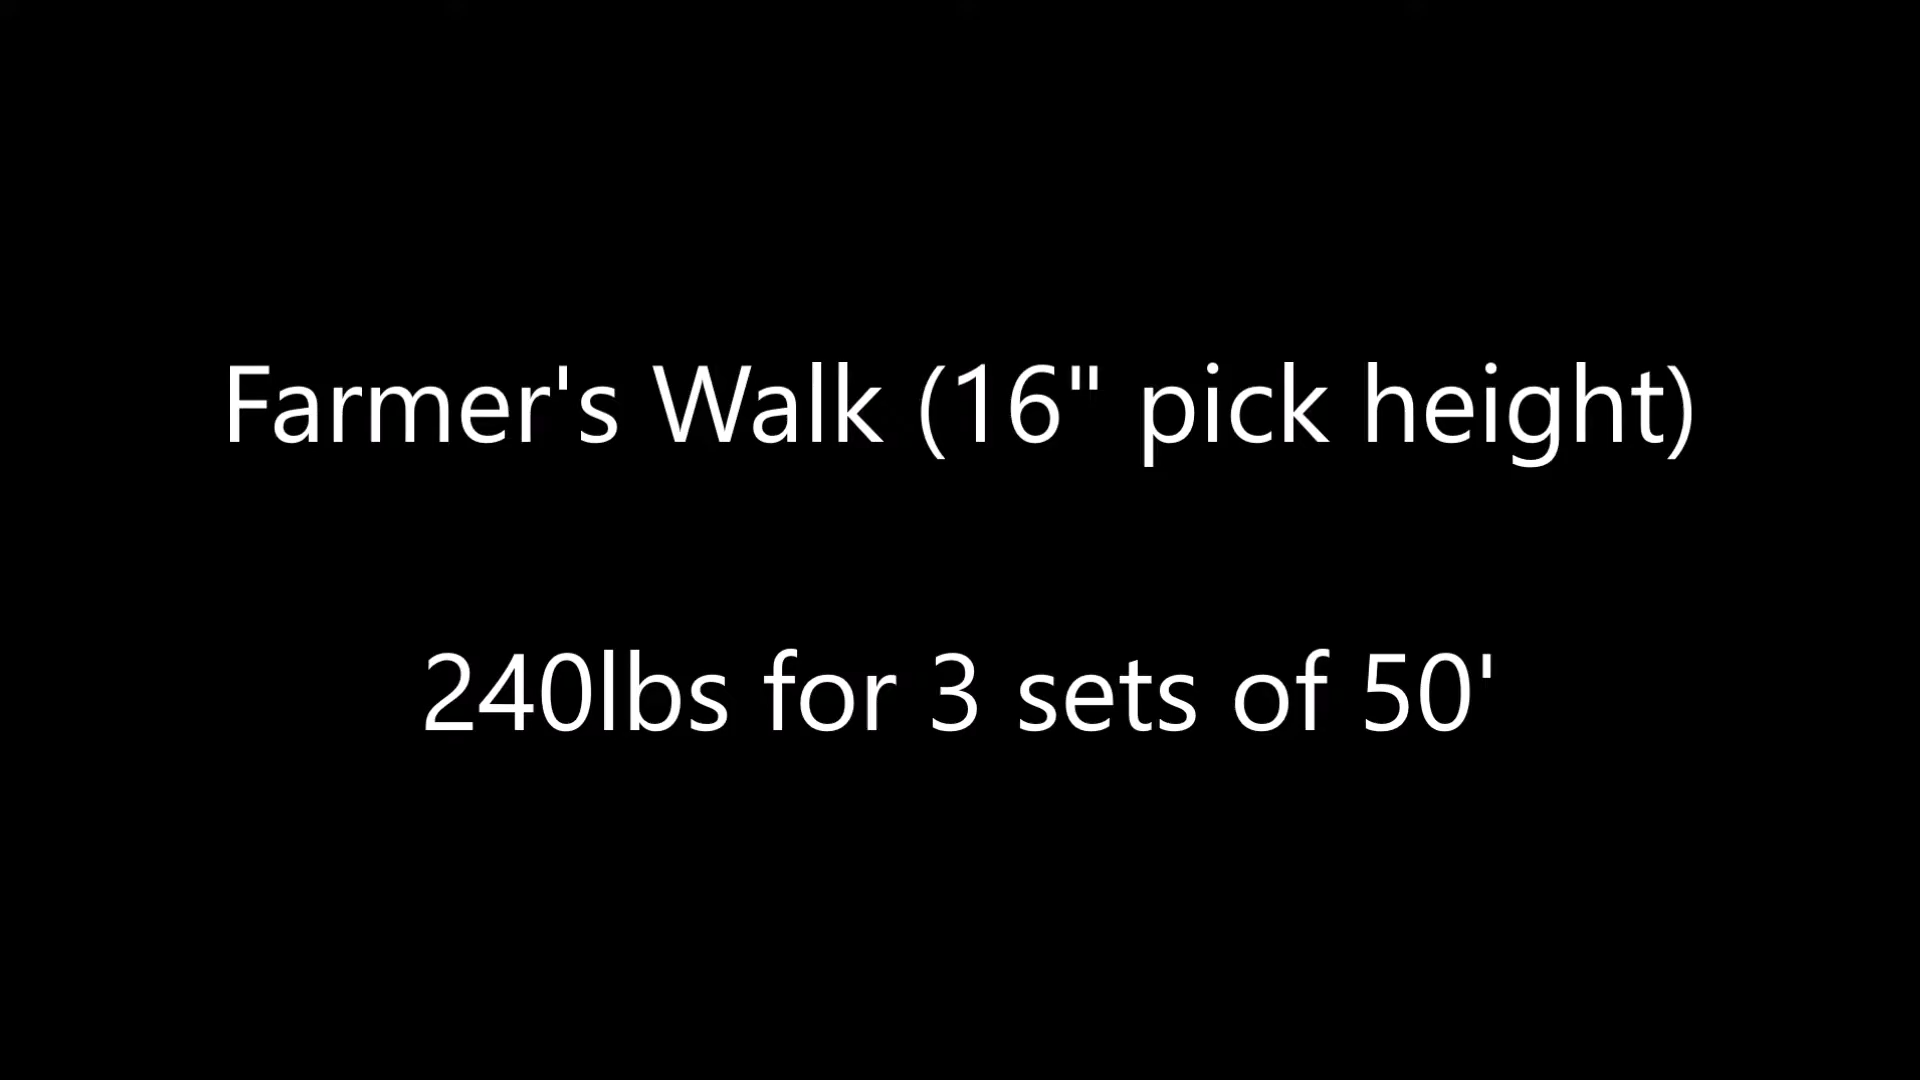 Farmer's Walk (16" pick height)
240lbs for 3 sets of 50'